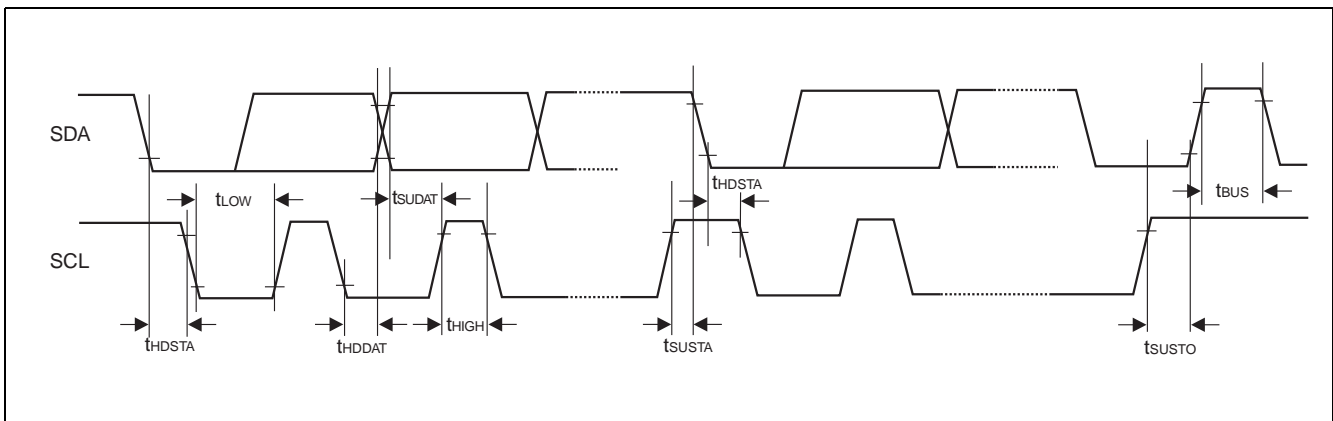 SDA
tHDSTA
tLOW
tSUDAT
tBUS
SCL
tHDSTA
tHDDAT
tHIGH
tSUSTA
tSUSTO